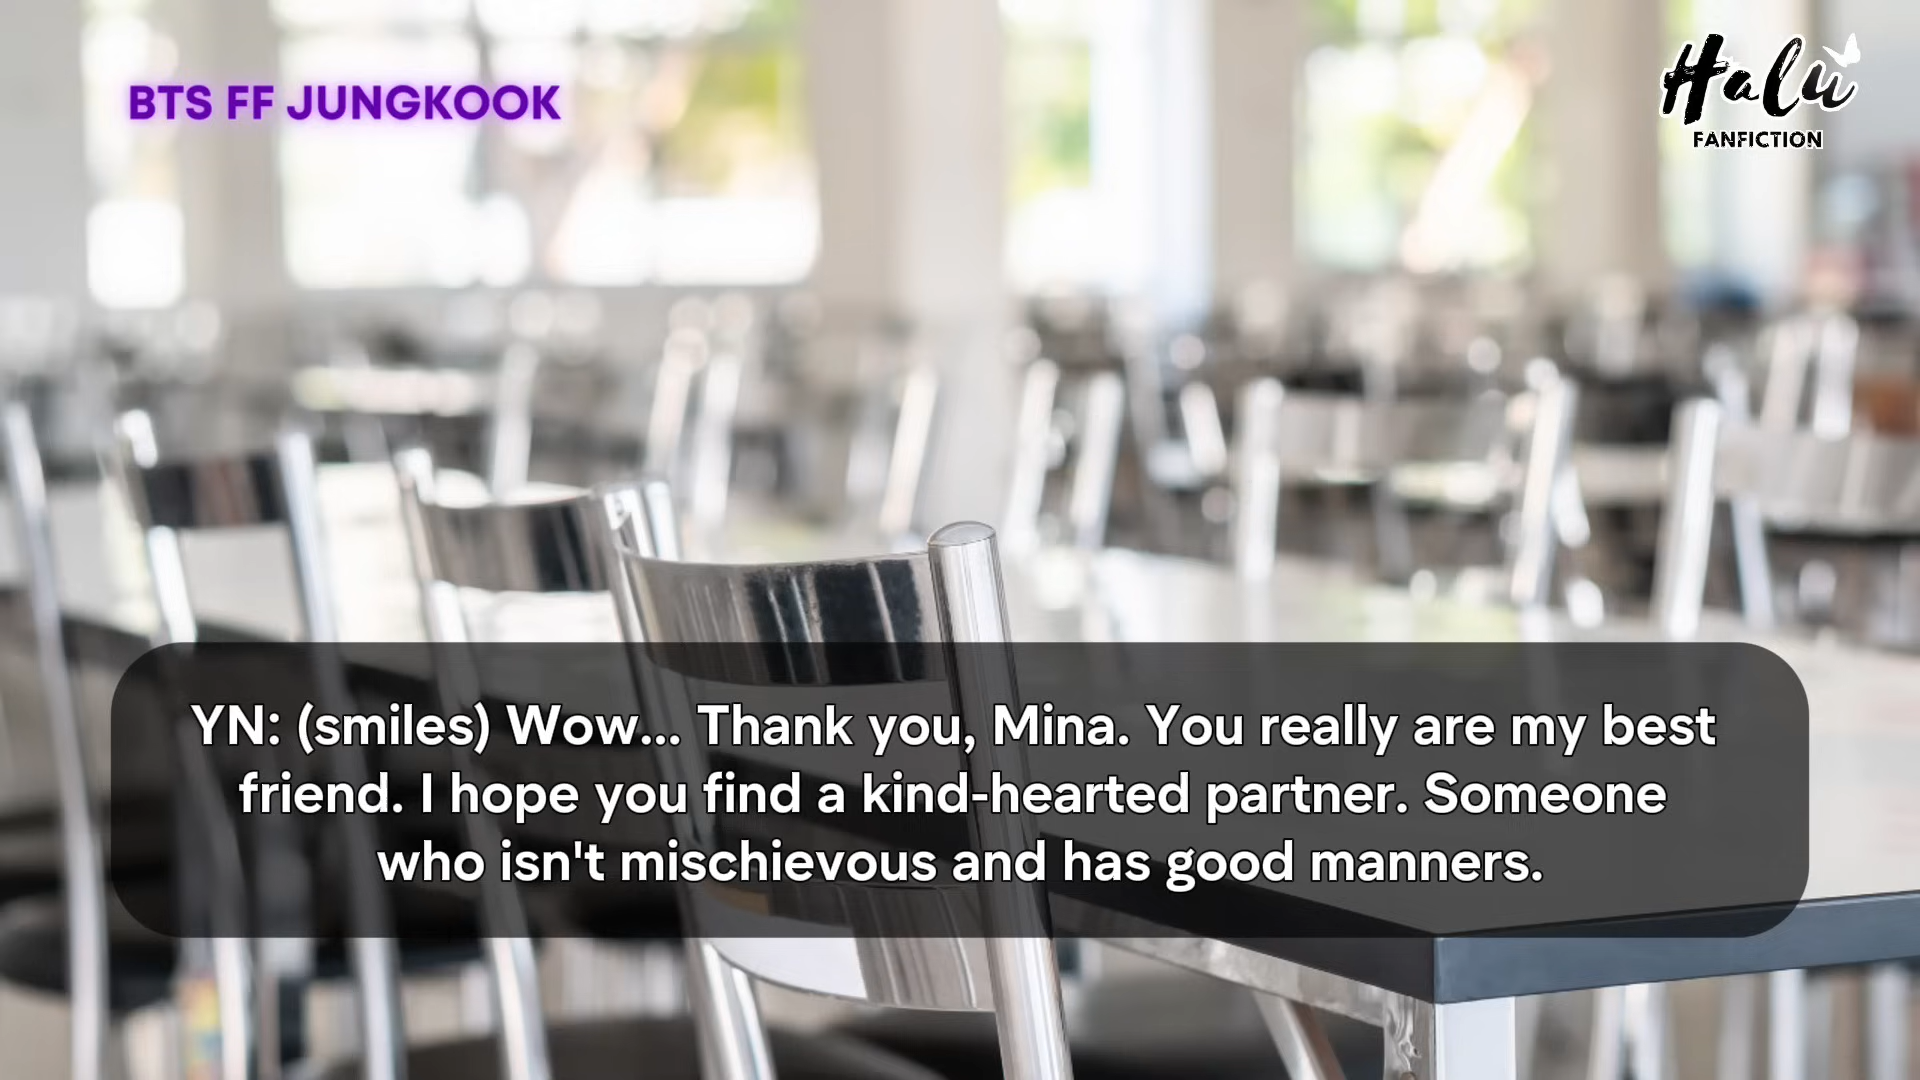 BTS FF JUNGKOOK
Halu
FANFICTION
YN: (smiles) Wow... Thank you, Mina. You really are my best
friend. I hope you find a kind-hearted partner. Someone
who isn't mischievous and has good manners.